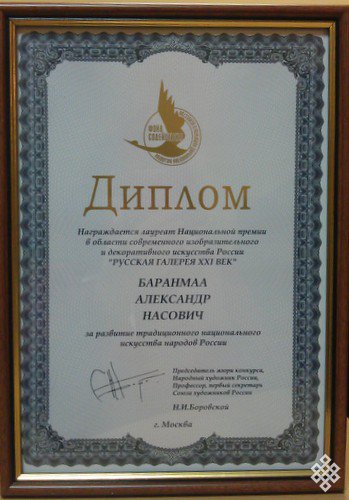 ФОНД
СОДЕЙСТВИЯ
Диплом
Награждается лауреат Национальной премии
в области современного изобразительного
и декоративного искусства России
"РУССКАЯ ГАЛЕРЕЯ XXI ВЕК"
БАРАНМАА
АЛЕКСАНДР
НАСОВИЧ
за развитие традиционного национального
искусства народов России
Председатель жюри конкурса,
Народный художник России,
Профессор, первый секретарь
Союза художников России
Н.И.Боровской
г. Москва